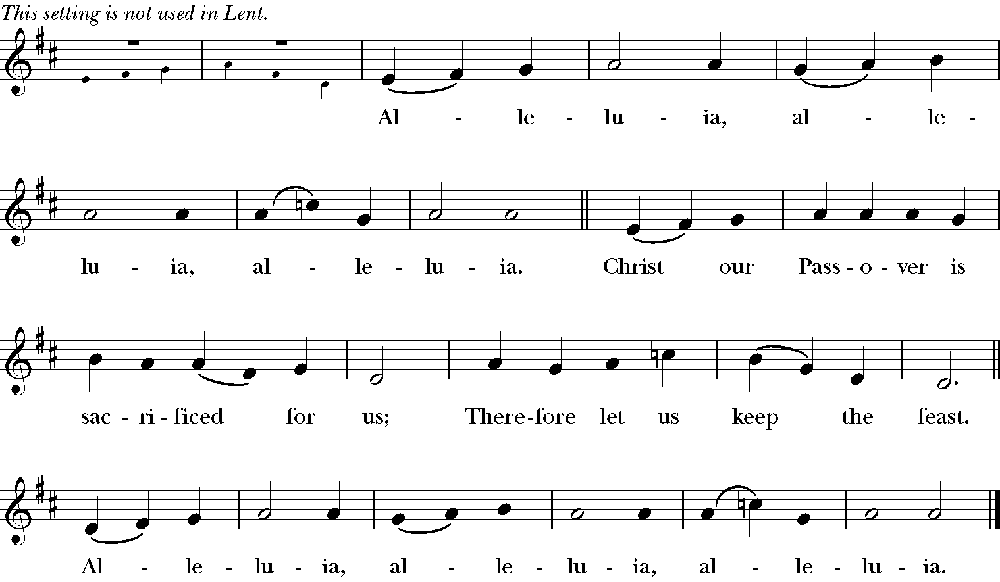 This setting is not used in Lent.
Al - le - lu - ia, al - le -
lu - ia, al - le - lu - ia. Christ our Pass - o - ver is
sac - ri - ficed for us; There - fore let us keep the feast.
Al - le - lu - ia, al - le - lu - ia, al - le - lu - ia.